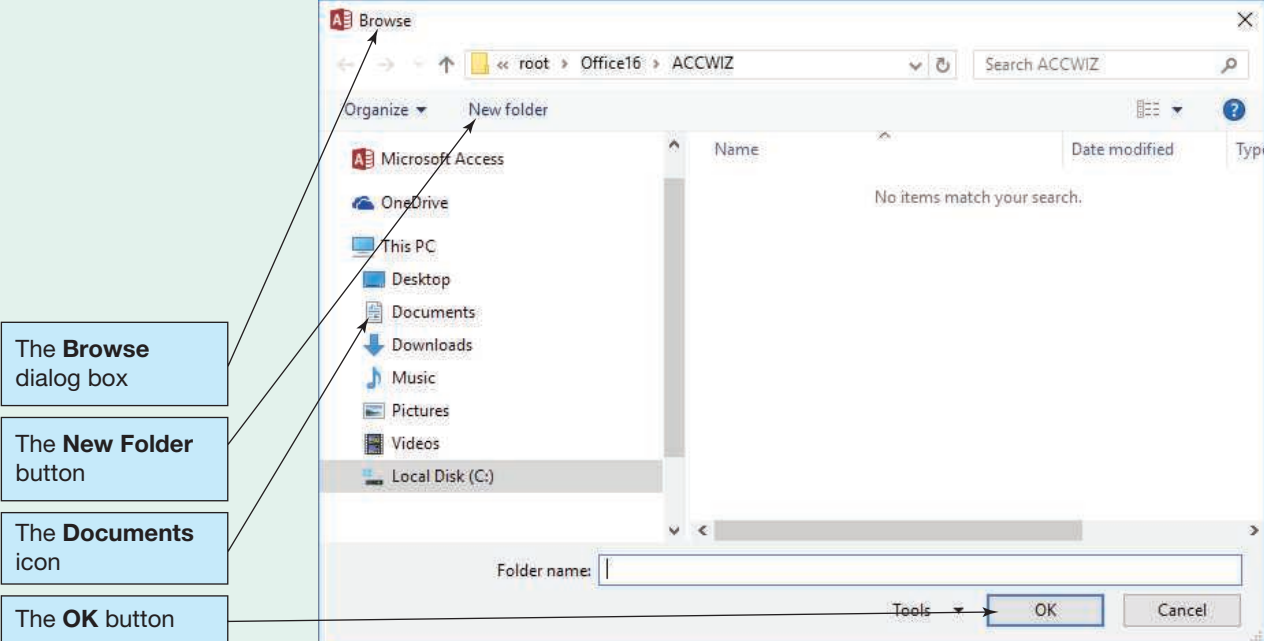 Browse
« root › Office16 › ACCWIZ
Search ACCWIZ
Organize
New folder
?
Name
Date modified
Type
No items match your search.
A Microsoft Access
OneDrive
This PC
Desktop
Documents
Downloads
Music
Pictures
Videos
Local Disk (C:)
Folder name:
Tools
OK
Cancel
The Browse
dialog box
The New Folder
button
The Documents
icon
The OK button